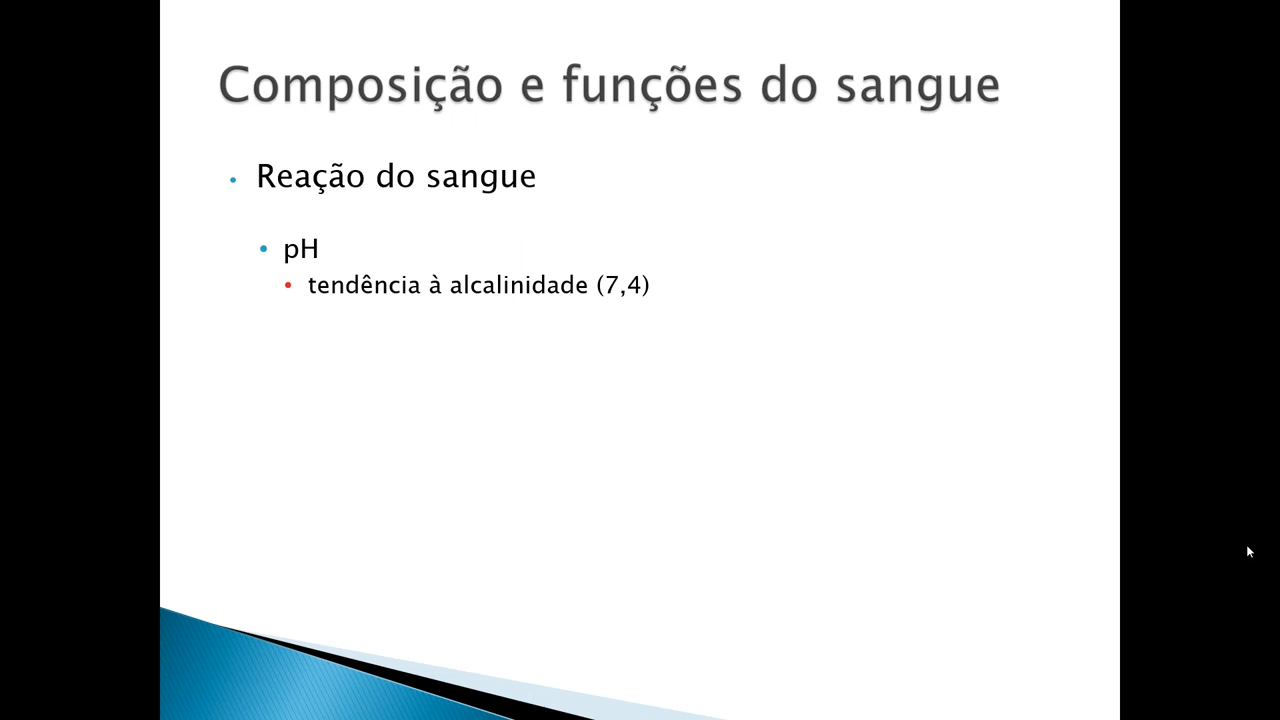 Composição e funções do sangue
• Reação do sangue
• pH
• tendência à alcalinidade (7,4)